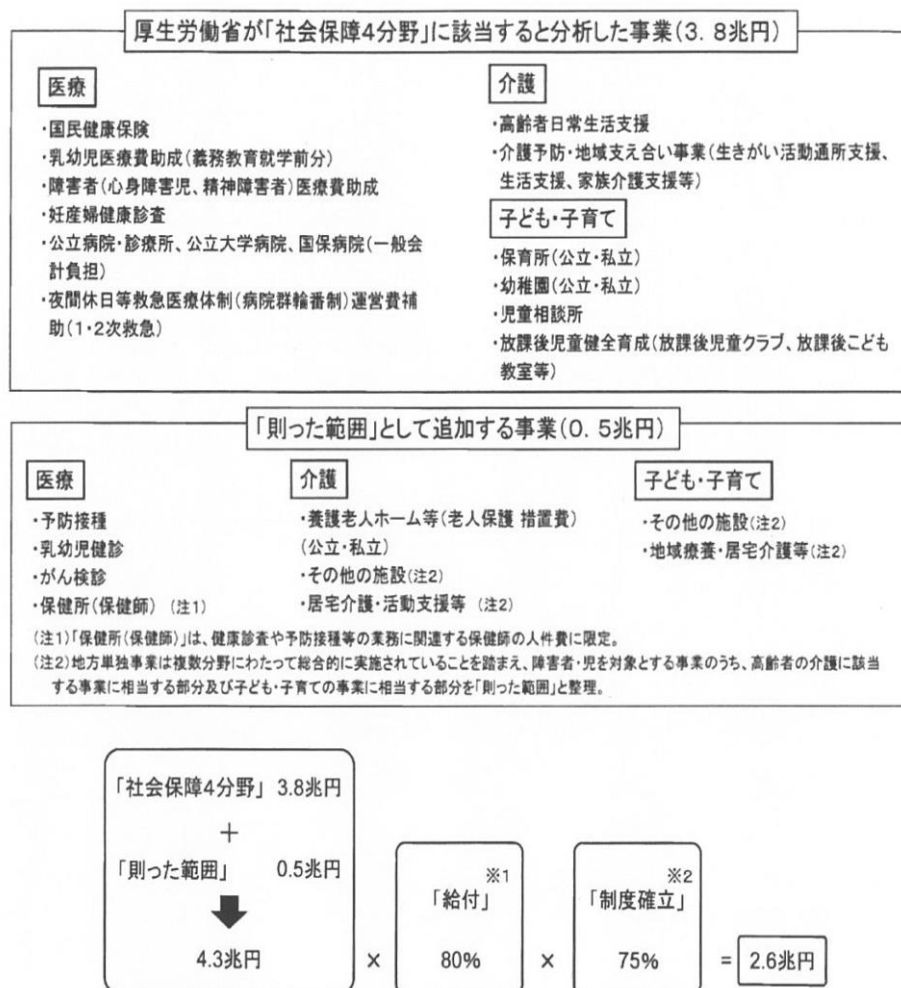 厚生労働省が「社会保障4分野」に該当すると分析した事業(3.8兆円)
医療
・国民健康保険
・乳幼児医療費助成(義務教育就学前分)
・障害者(心身障害児、精神障害者)医療費助成
・妊産婦健康診査
・公立病院・診療所、公立大学病院、国保病院(一般会
計負担)
・夜間休日等救急医療体制(病院群輪番制)運営費補
助(1・2次救急)
介護
・高齢者日常生活支援
・介護予防・地域支え合い事業(生きがい活動通所支援、
生活支援、家族介護支援等)
子ども・子育て
・保育所(公立・私立)
・幼稚園(公立・私立)
・児童相談所
・放課後児童健全育成(放課後児童クラブ、放課後こども
教室等)
「則った範囲」として追加する事業(0.5兆円)
医療
・予防接種
・乳幼児健診
・がん検診
・保健所(保健師) (注1)
介護
・養護老人ホーム等(老人保護 措置費)
(公立・私立)
・その他の施設(注2)
・居宅介護・活動支援等 (注2)
子ども・子育て
・その他の施設(注2)
・地域療養・居宅介護等(注2)
(注1)「保健所(保健師)」は、健康診査や予防接種等の業務に関連する保健師の人件費に限定。
(注2)地方単独事業は複数分野にわたって総合的に実施されていることを踏まえ、障害者・児を対象とする事業のうち、高齢者の介護に該当
する事業に相当する部分及び子ども・子育ての事業に相当する部分を「則った範囲」と整理。
「社会保障4分野」 3.8兆円
+
「則った範囲」 0.5兆円
4.3兆円
×
※1
「給付」
80%
×
※2
「制度確立」
75%
= 2.6兆円